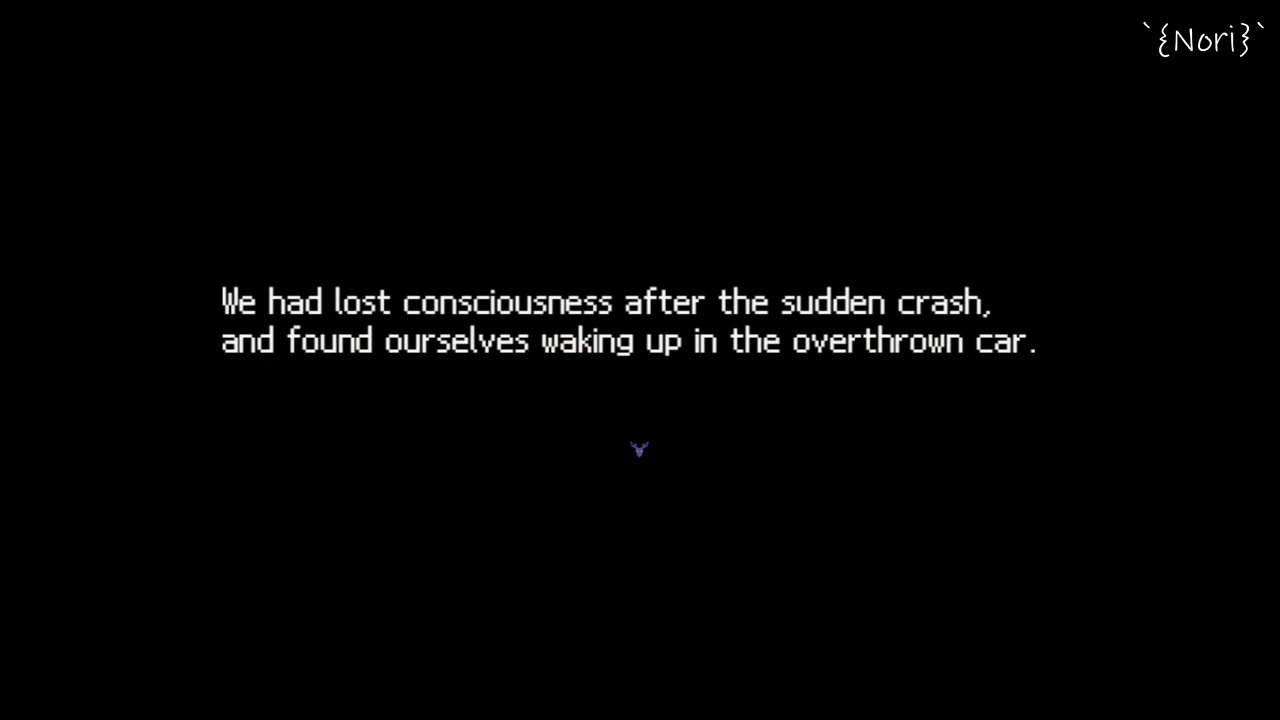 `{Nori}`
We had lost consciousness after the sudden crash,
and found ourselves waking up in the overthrown car.